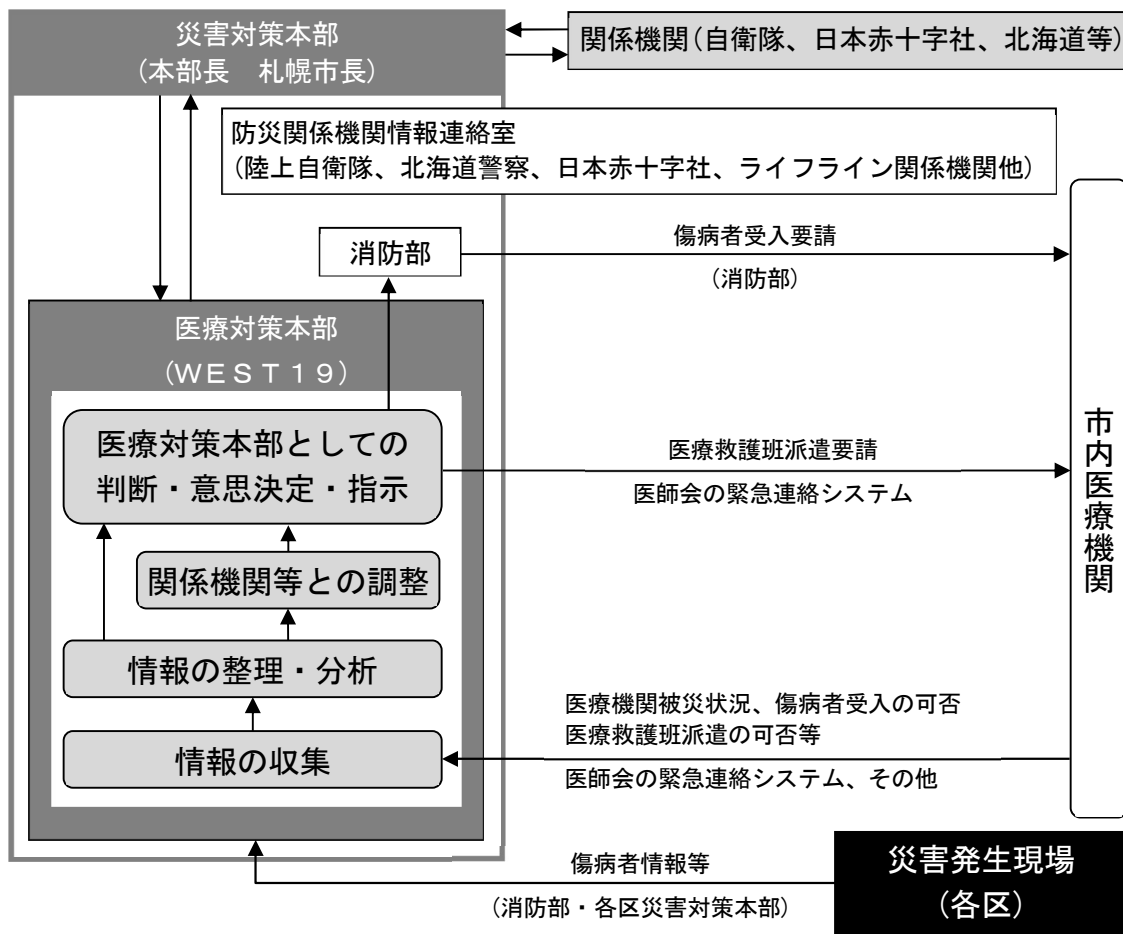 災害対策本部
(本部長　札幌市長)
関係機関(自衛隊、日本赤十字社、北海道等)
防災関係機関情報連絡室
(陸上自衛隊、北海道警察、日本赤十字社、ライフライン関係機関他)
消防部
傷病者受入要請
(消防部)
医療対策本部
(ＷＥＳＴ１９)
医療対策本部としての
判断・意思決定・指示
医療救護班派遣要請
医師会の緊急連絡システム
市内医療機関
関係機関等との調整
情報の整理・分析
情報の収集
医療機関被災状況、傷病者受入の可否
医療救護班派遣の可否等
医師会の緊急連絡システム、その他
傷病者情報等
(消防部・各区災害対策本部)
災害発生現場
(各区)